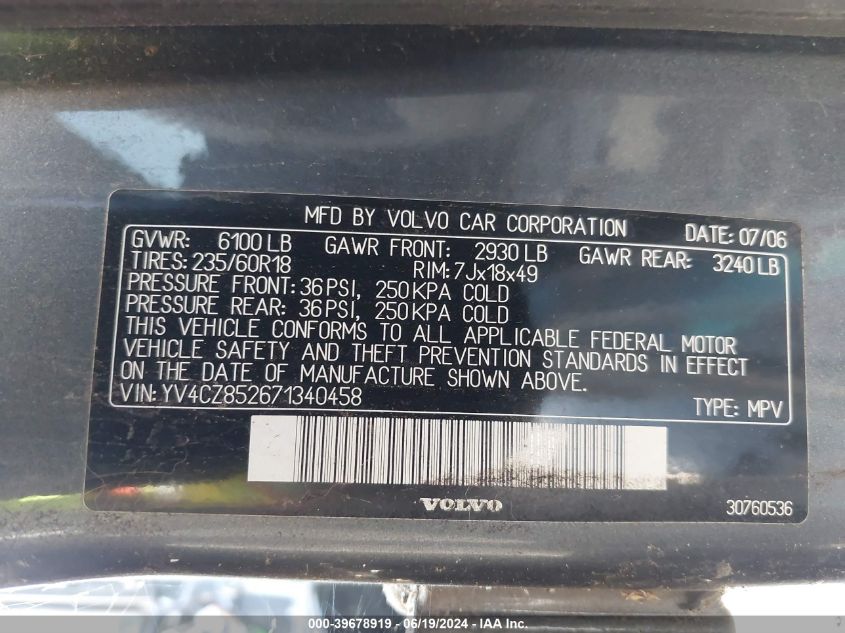 MFD BY VOLVO CAR CORPORATION DATE: 07/06
GVWR: 6100 LB GAWR FRONT: 2930 LB GAWR REAR: 3240 LB
TIRES: 235/60R18 RIM: 7Jx18x49
PRESSURE FRONT: 36 PSI, 250 KPA COLD
PRESSURE REAR: 36 PSI, 250 KPA COLD
THIS VEHICLE CONFORMS TO ALL APPLICABLE FEDERAL MOTOR
VEHICLE SAFETY AND THEFT PREVENTION STANDARDS IN EFFECT
ON THE DATE OF MANUFACTURE SHOWN ABOVE.
VIN: YV4CZ852671340458 TYPE: MPV
VOLVO 30760536
000-39678919 - 06/19/2024 - 1ECRS.com